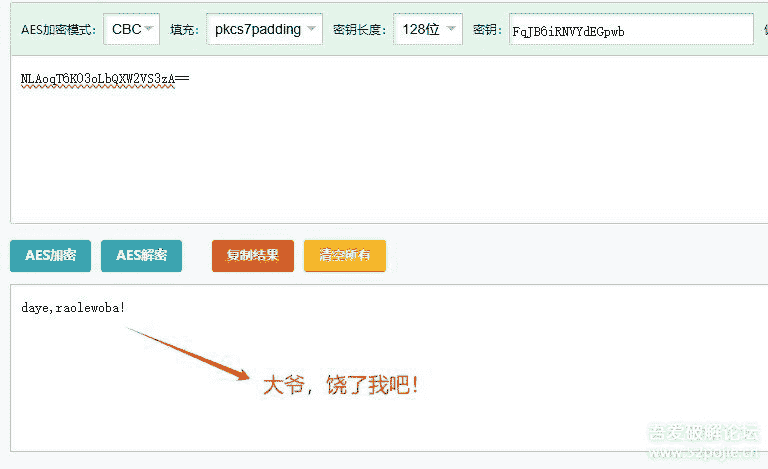 AES加密模式： CBC 填充： pkcs7padding 密钥长度： 128位 密钥： FqJB6iRNVYdEGpwb
NLAoqT6KO3oLbQXW2VS3zA==
AES加密 AES解密 复制结果 清空所有
daye,raolewoba!
大爷，饶了我吧！
吾爱破解论坛
www.52pojie.cn